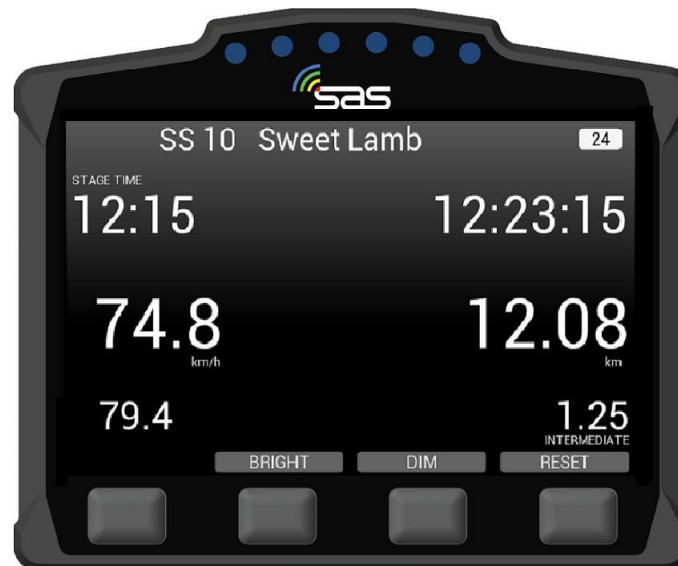 sas
SS 10 Sweet Lamb 24
STAGE TIME
12:15 12:23:15
74.8 12.08
km/h km
79.4 1.25
INTERMEDIATE
BRIGHT DIM RESET